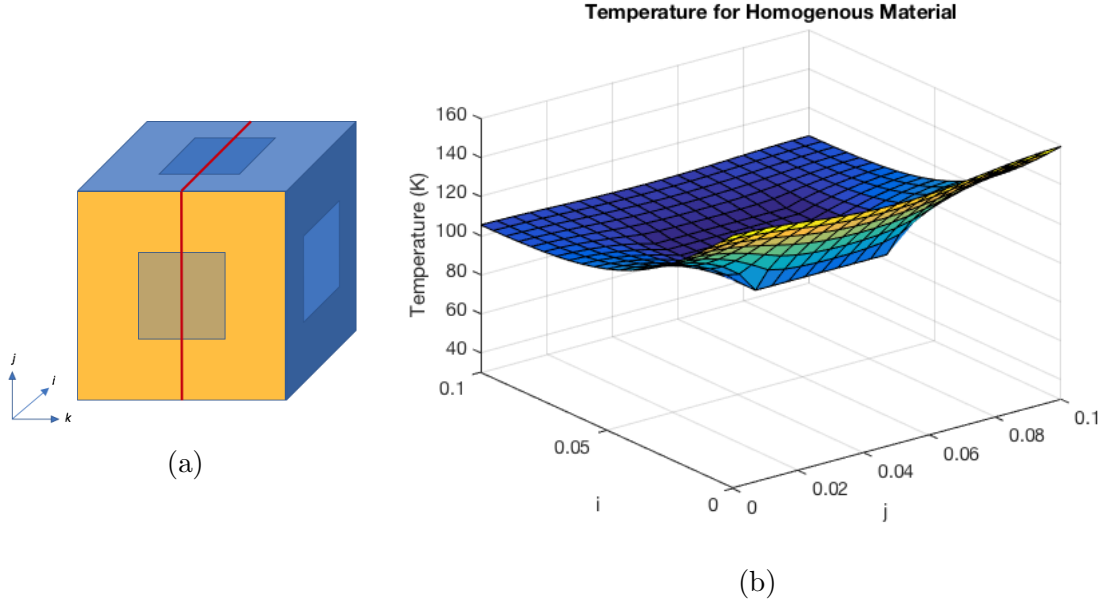 Temperature for Homogenous Material
j
i
k
(a)
Temperature (K)
160
140
120
100
80
60
40
0.1
0.05
0
i
0
0.02
0.04
0.06
0.08
0.1
j
(b)